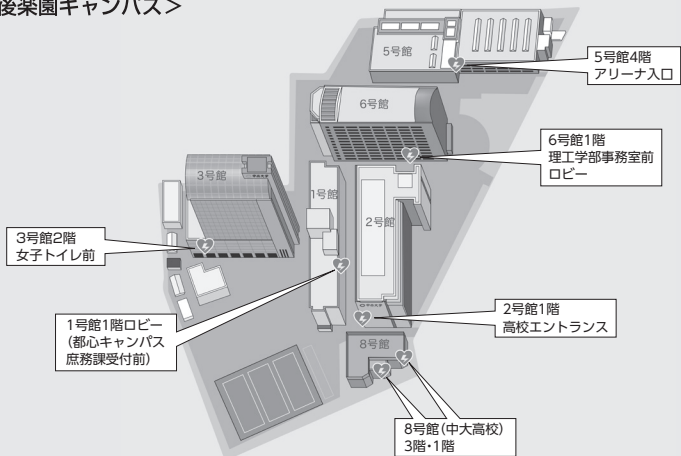 後楽園キャンパス＞
5号館
5号館4階
アリーナ入口
6号館
6号館1階
理工学部事務室前
ロビー
3号館
1号館
2号館
3号館2階
女子トイレ前
1号館1階ロビー
（都心キャンパス
庶務課受付前）
2号館1階
高校エントランス
8号館
8号館（中大高校）
3階・1階